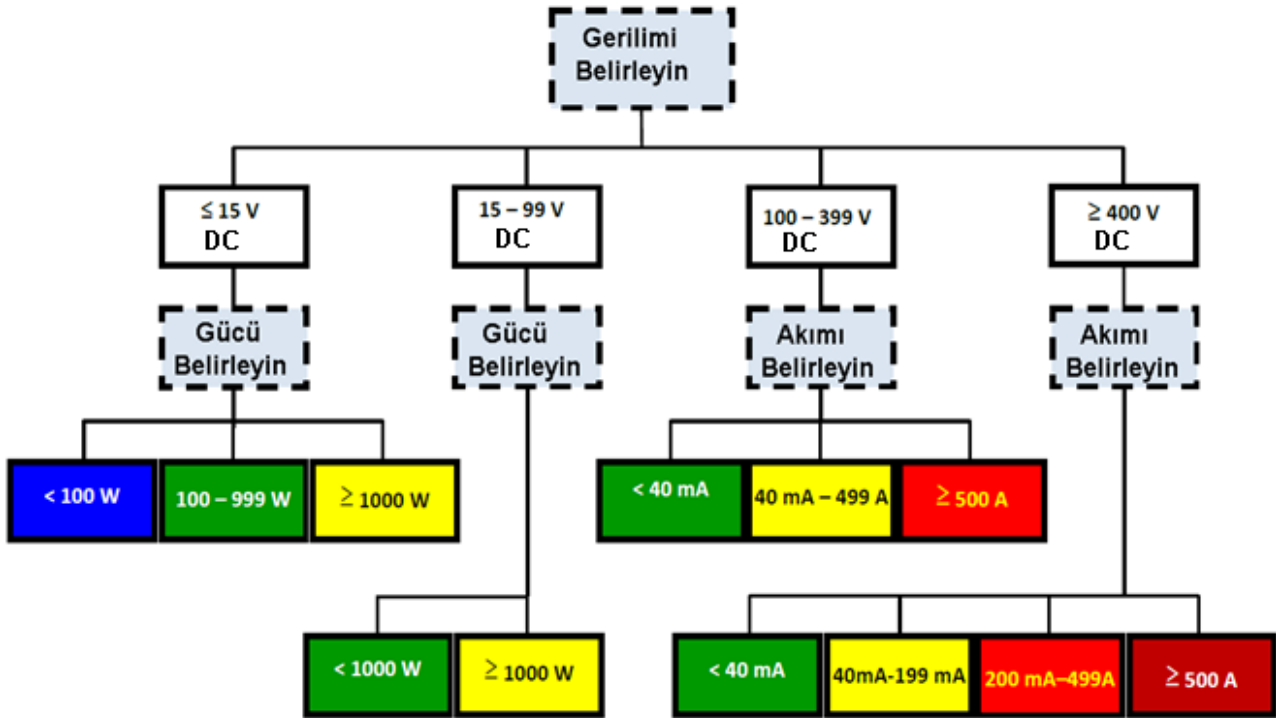 Gerilimi
Belirleyin
≤ 15 V
DC
15 – 99 V
DC
100 – 399 V
DC
≥ 400 V
DC
Gücü
Belirleyin
Gücü
Belirleyin
Akımı
Belirleyin
Akımı
Belirleyin
< 100 W
100 – 999 W
≥ 1000 W
< 40 mA
40 mA – 499 A
≥ 500 A
< 1000 W
≥ 1000 W
< 40 mA
40mA-199 mA
200 mA–499A
≥ 500 A